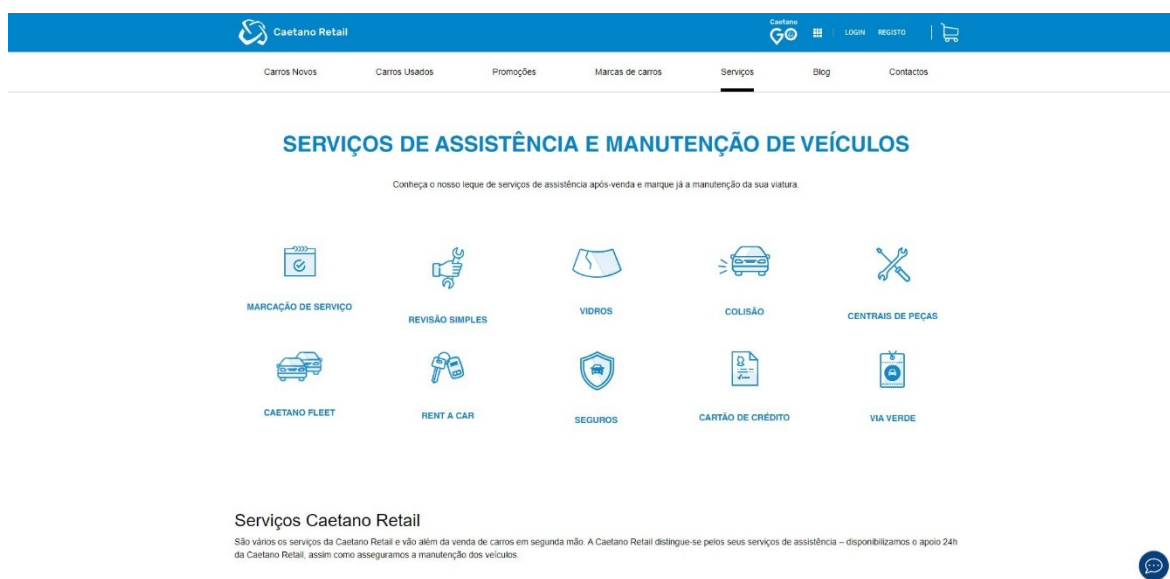 Caetano Retail
Caetano
GO
LOGIN
REGISTO
Carros Novos
Carros Usados
Promoções
Marcas de carros
Serviços
Blog
Contactos
SERVIÇOS DE ASSISTÊNCIA E MANUTENÇÃO DE VEÍCULOS
Conheça o nosso leque de serviços de assistência após-venda e marque já a manutenção da sua viatura.
MARCAÇÃO DE SERVIÇO
REVISÃO SIMPLES
VIDROS
COLISÃO
CENTRAIS DE PEÇAS
CAETANO FLEET
RENT A CAR
SEGUROS
CARTÃO DE CRÉDITO
VIA VERDE
Serviços Caetano Retail
São vários os serviços da Caetano Retail e vão além da venda de carros em segunda mão. A Caetano Retail distingue-se pelos seus serviços de assistência – disponibilizamos o apoio 24h
da Caetano Retail, assim como asseguramos a manutenção dos veículos.